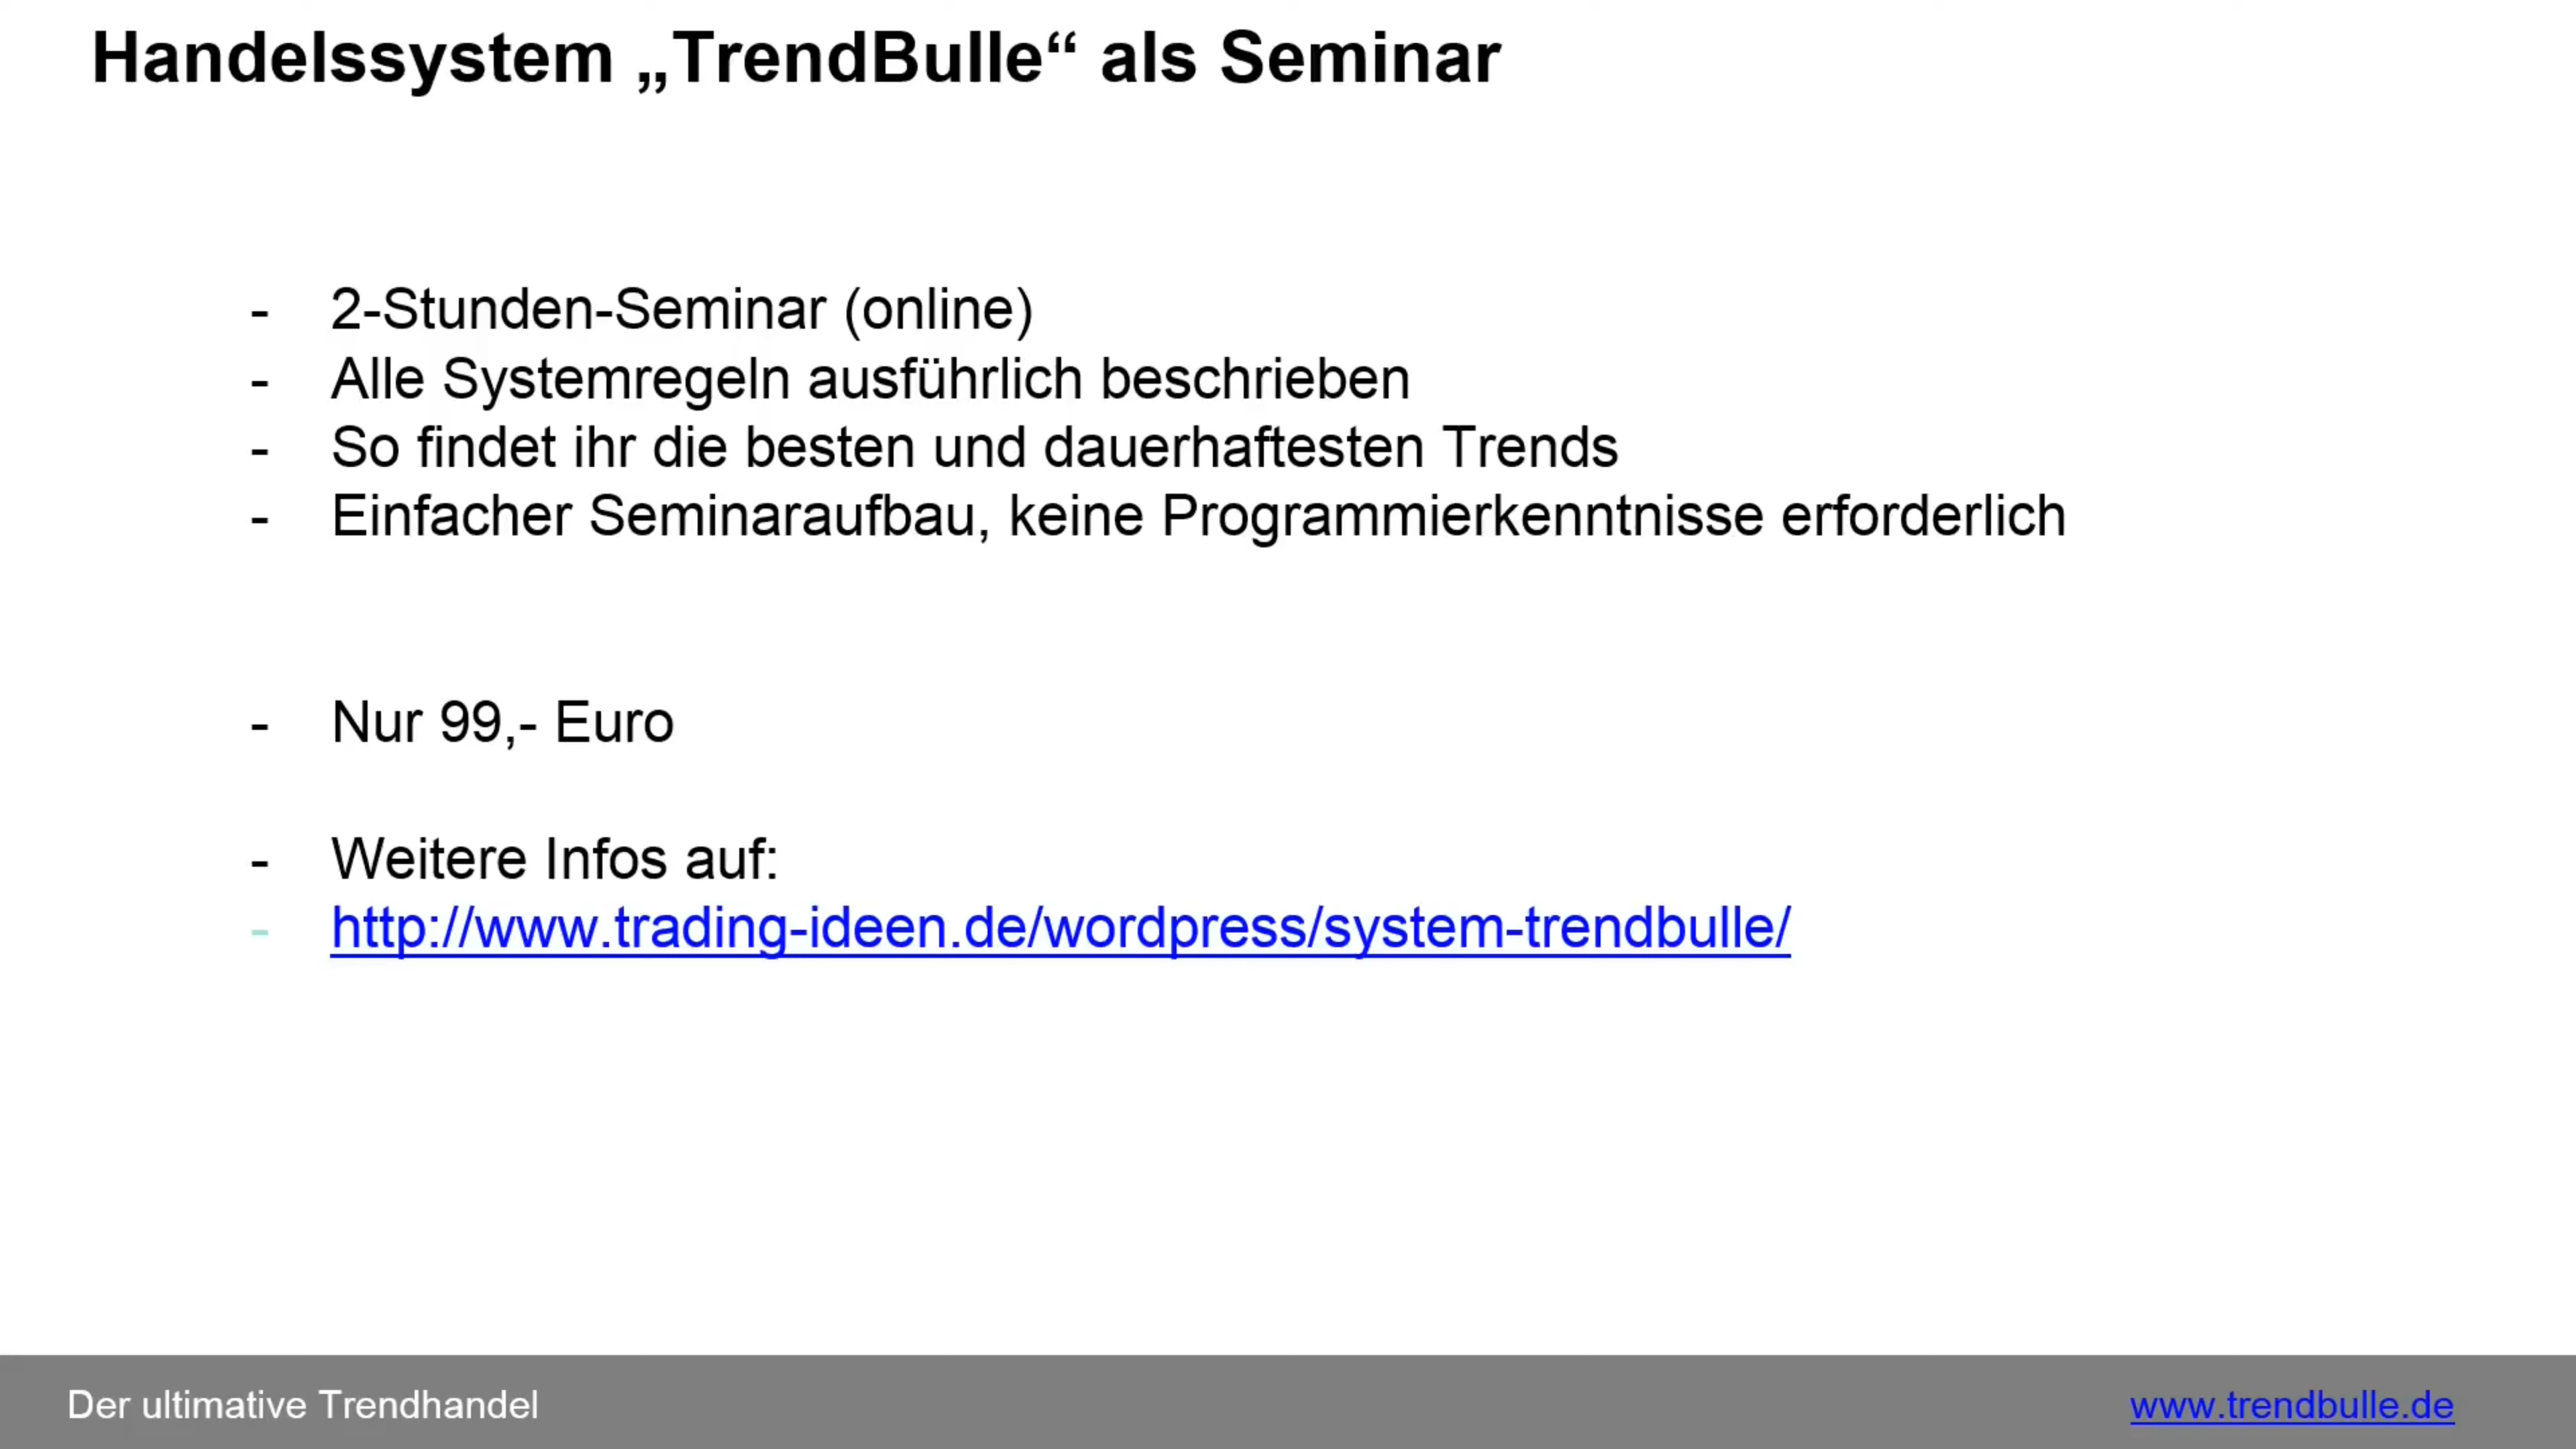 Handelssystem „TrendBulle“ als Seminar
- 2-Stunden-Seminar (online)
- Alle Systemregeln ausführlich beschrieben
- So findet ihr die besten und dauerhaftesten Trends
- Einfacher Seminaraufbau, keine Programmierkenntnisse erforderlich
- Nur 99,- Euro
- Weitere Infos auf:
- http://www.trading-ideen.de/wordpress/system-trendbulle/
Der ultimative Trendhandel
www.trendbulle.de